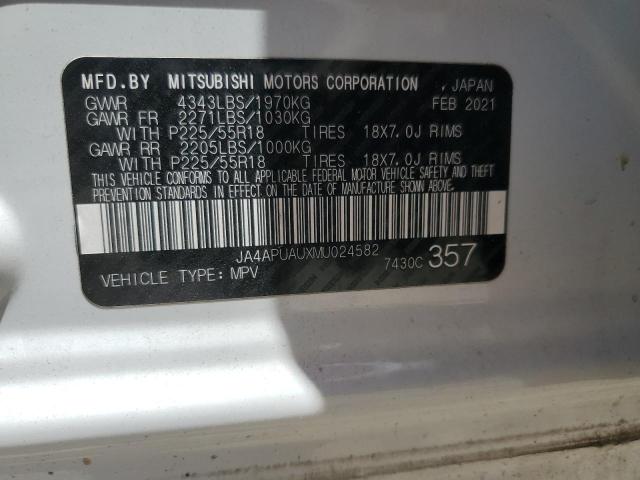 MFD.BY MITSUBISHI MOTORS CORPORATION , JAPAN
GVWR 4343LBS/1970KG FEB 2021
GAWR FR 2271LBS/1030KG
WITH P225/55R18 TIRES 18X7.0J RIMS
GAWR RR 2205LBS/1000KG
WITH P225/55R18 TIRES 18X7.0J RIMS
THIS VEHICLE CONFORMS TO ALL APPLICABLE FEDERAL MOTOR VEHICLE SAFETY AND THEFT
PREVENTION STANDARDS IN EFFECT ON THE DATE OF MANUFACTURE SHOWN ABOVE.
JA4APUAUXMU024582
7430C 357
VEHICLE TYPE: MPV